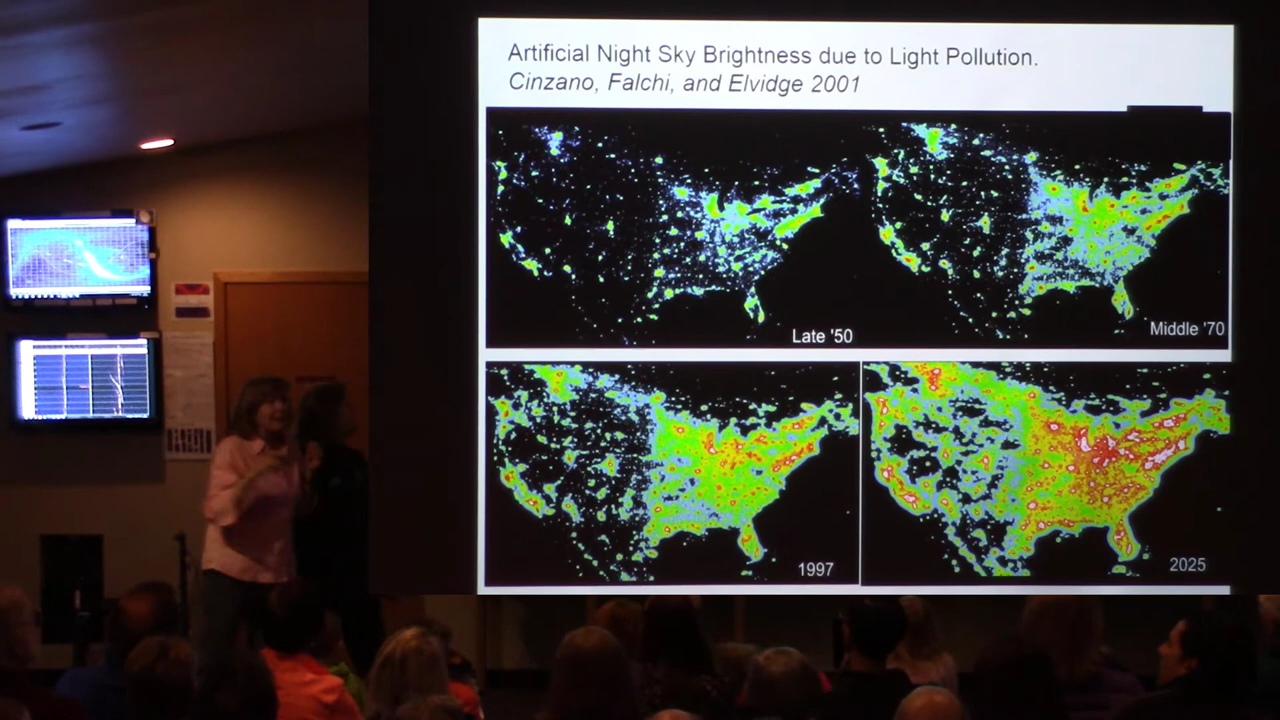 Artificial Night Sky Brightness due to Light Pollution.
Cinzano, Falchi, and Elvidge 2001
Late '50
Middle '70
1997
2025